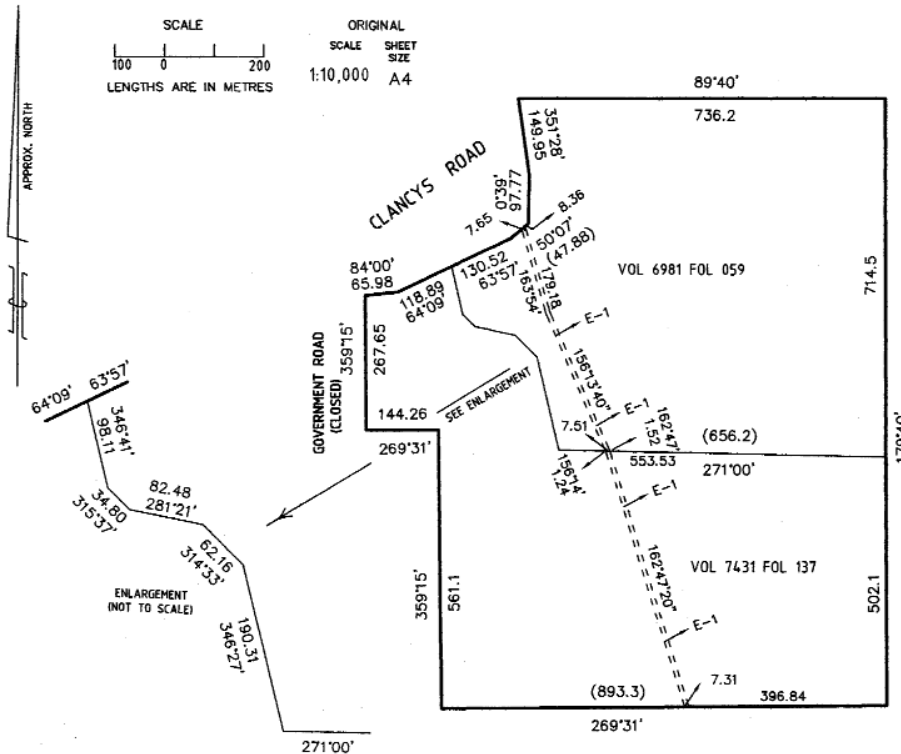 SCALE
100 0 200
LENGTHS ARE IN METRES
ORIGINAL
SCALE SHEET SIZE
1:10,000 A4
APPROX. NORTH
89°40'
736.2
351°28'
149.95
CLANCYS ROAD
0°39'
97.77
7.65
8.36
50°07'
(47.88)
130.52
63°57'
84°00'
65.98
118.89
64°09'
179.18
163°54'
VOL 6981 FOL 059
714.5
E-1
359°15'
267.65
GOVERNMENT ROAD
(CLOSED)
SEE ENLARGEMENT
156°13'40"
E-1
144.26
269°31'
7.51
162°47'
1.52
(656.2)
553.53
271°00'
179°40'
156°14'
1.24
E-1
64°09' 63°57'
346°41'
98.11
34.80
315°37'
82.48
281°21'
62.16
314°33'
ENLARGEMENT
(NOT TO SCALE)
190.31
346°27'
271°00'
359°15'
561.1
162°47'20"
VOL 7431 FOL 137
502.1
E-1
(893.3)
7.31
396.84
269°31'